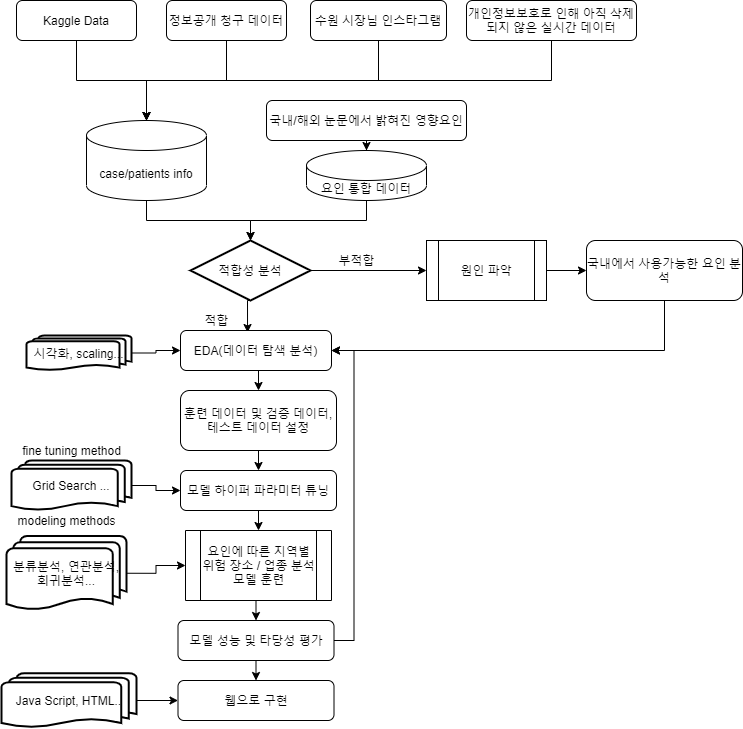 Kaggle Data
정보공개 청구 데이터
수원 시장님 인스타그램
개인정보보호로 인해 아직 삭제
되지 않은 실시간 데이터
국내/해외 눈문에서 밝혀진 영향요인
case/patients info
요인 통합 데이터
적합성 분석
부적합
원인 파악
국내에서 사용가능한 요인 분
석
적합
시각화, scaling...
EDA(데이터 탐색 분석)
훈련 데이터 및 검증 데이터,
테스트 데이터 설정
fine tuning method
Grid Search ...
모델 하이퍼 파라미터 튜닝
modeling methods
분류분석, 연관분석,
회귀분석...
요인에 따른 지역별
위험 장소 / 업종 분석
모델 훈련
모델 성능 및 타당성 평가
Java Script, HTML...
웹으로 구현